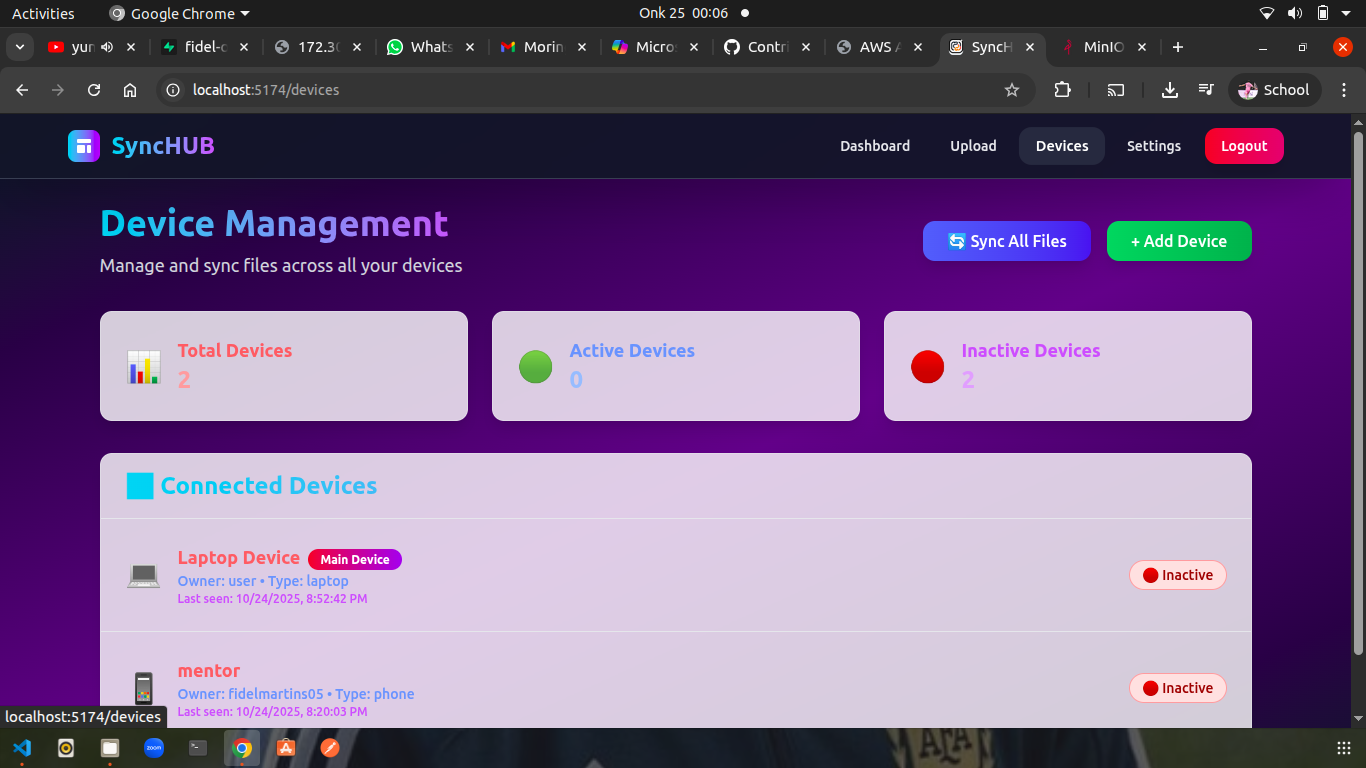 Activities
Google Chrome
Onk 25 00:06
yur
fidel-c
172.30
Whats
Morin
Micros
Contri
AWS A
SyncH
MinIO
localhost:5174/devices
School
SyncHUB
Dashboard
Upload
Devices
Settings
Logout
Device Management
Manage and sync files across all your devices
Sync All Files
+ Add Device
Total Devices
2
Active Devices
0
Inactive Devices
2
Connected Devices
Laptop Device
Main Device
Owner: user • Type: laptop
Last seen: 10/24/2025, 8:52:42 PM
Inactive
mentor
Owner: fidelmartins05 • Type: phone
Last seen: 10/24/2025, 8:20:03 PM
Inactive
localhost:5174/devices
zoom